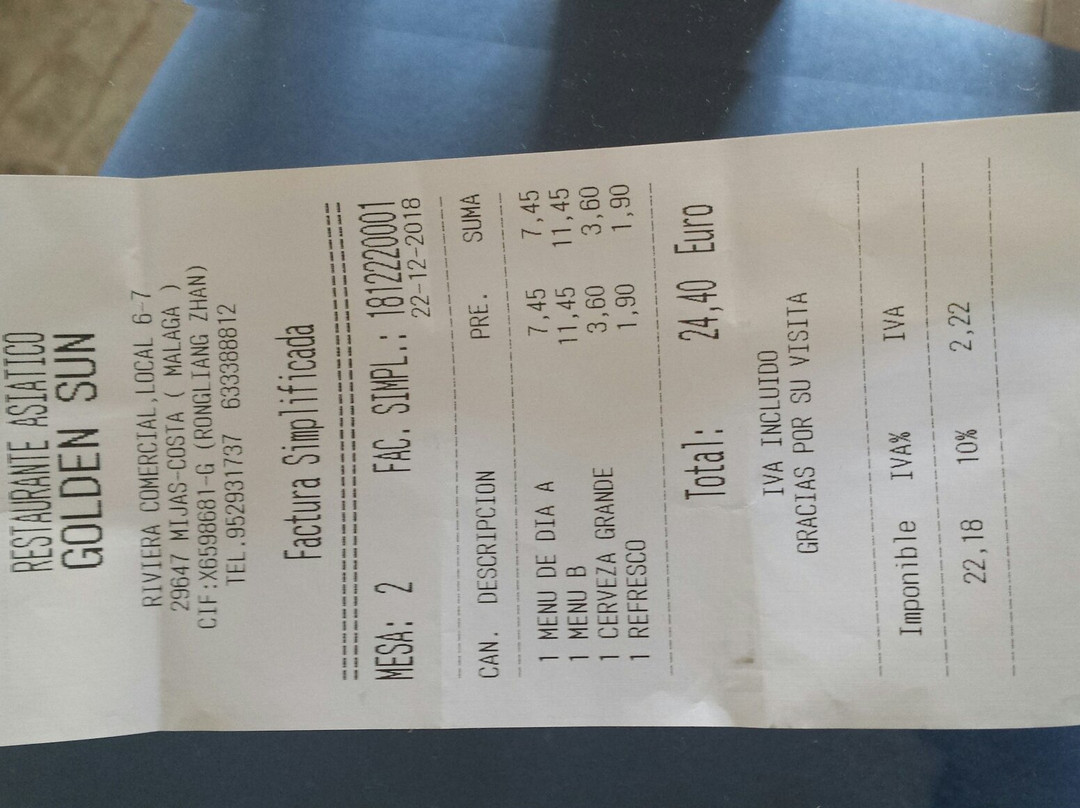 RESTAURANTE ASIATICO
GOLDEN SUN
RIVIERA COMERCIAL,LOCAL 6-7
29647 MIJAS-COSTA ( MALAGA )
CIF:X6598681-G (RONGLIANG ZHAN)
TEL.952931737 633388812
Factura Simplificada
MESA: 2 FAC. SIMPL.: 1812220001
22-12-2018
CAN. DESCRIPCION PRE. SUMA
1 MENU DE DIA A 7,45 7,45
1 MENU B 11,45 11,45
1 CERVEZA GRANDE 3,60 3,60
1 REFRESCO 1,90 1,90
Total: 24,40 Euro
IVA INCLUIDO
GRACIAS POR SU VISITA
Imponible IVA% IVA
22,18 10% 2,22